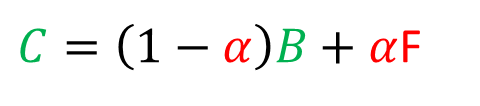 C = (1 − α)B + αF